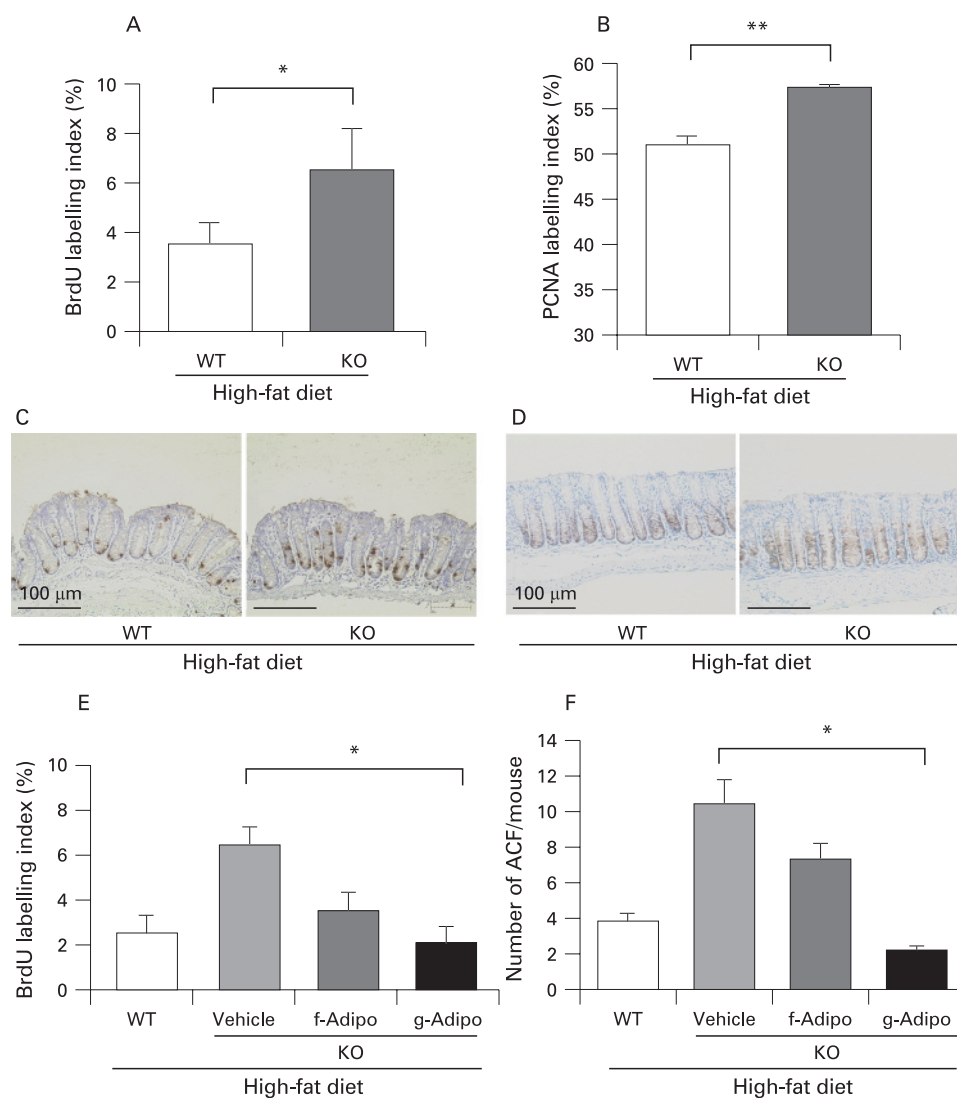 A
*
BrdU labelling index (%)
10
8
6
4
2
0
WT
KO
High-fat diet
B
**
PCNA labelling index (%)
60
55
50
45
40
35
30
WT
KO
High-fat diet
C
100 μm
WT
KO
High-fat diet
D
100 μm
WT
KO
High-fat diet
E
*
BrdU labelling index (%)
10
8
6
4
2
0
WT
Vehicle
f-Adipo
g-Adipo
KO
High-fat diet
F
*
Number of ACF/mouse
14
12
10
8
6
4
2
0
WT
Vehicle
f-Adipo
g-Adipo
KO
High-fat diet